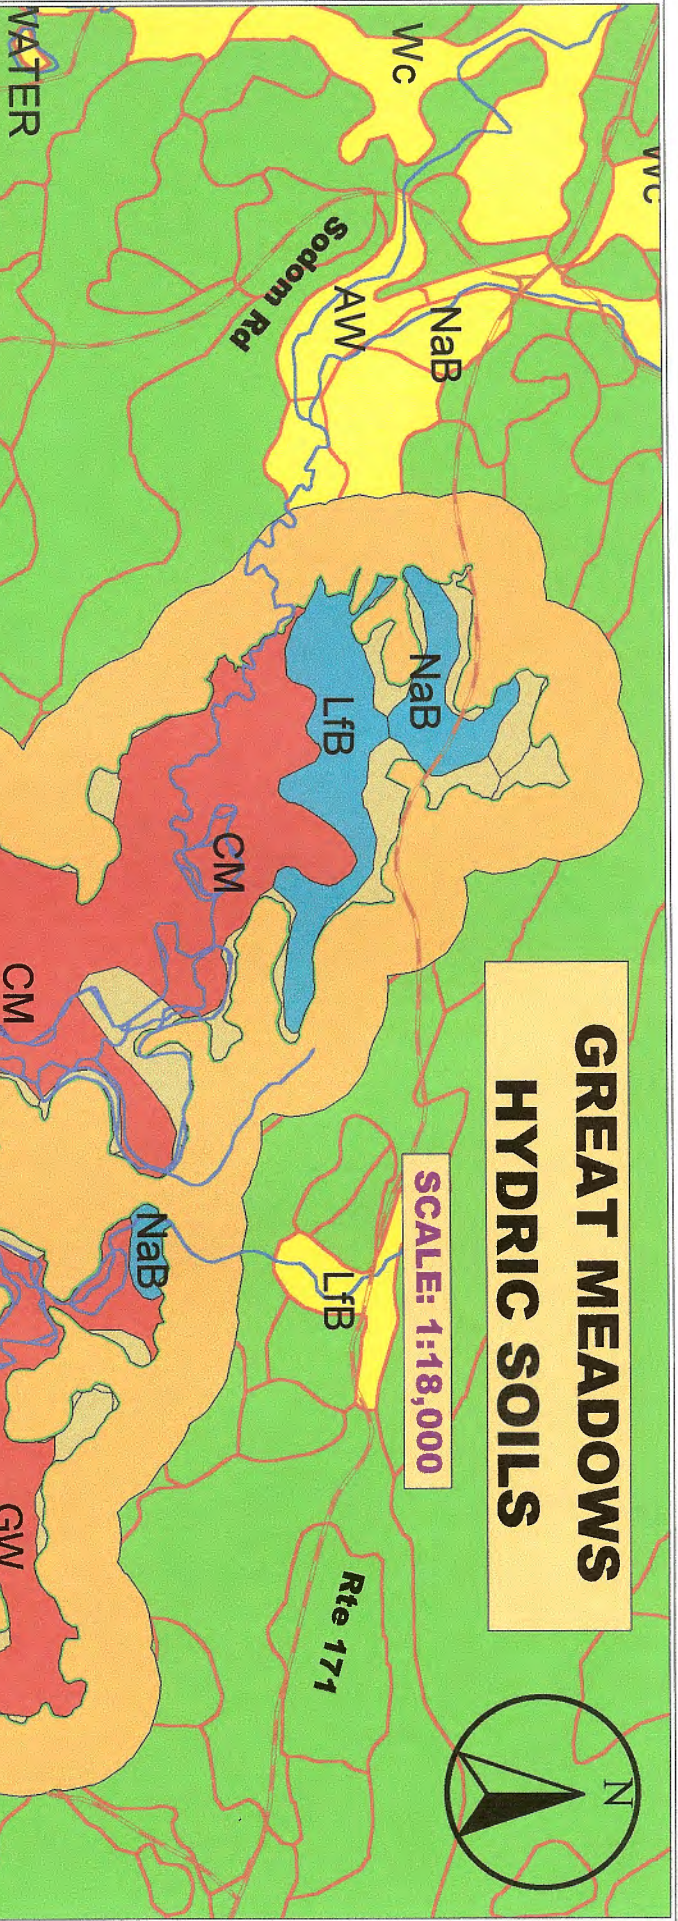 GREAT MEADOWS
HYDRIC SOILS
SCALE: 1:18,000
N
Wc
Wc
WATER
Sodom Rd
AW
NaB
NaB
LfB
CM
CM
NaB
LfB
GW
Rte 171